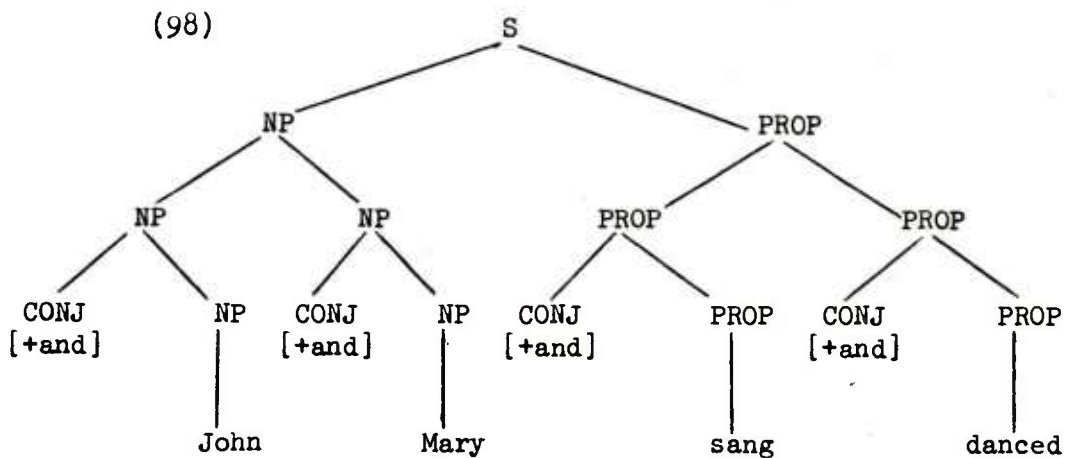 (98)
S
NP PROP
NP NP PROP PROP
CONJ NP CONJ NP CONJ PROP CONJ PROP
[+and] [+and] [+and] [+and]
John Mary sang danced